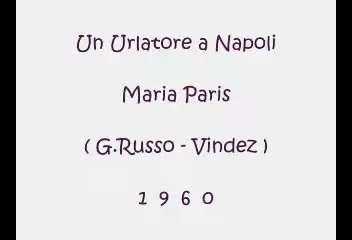 Un Urlatore a Napoli
Maria Paris
( G.Russo - Vindez )
1 9 6 0